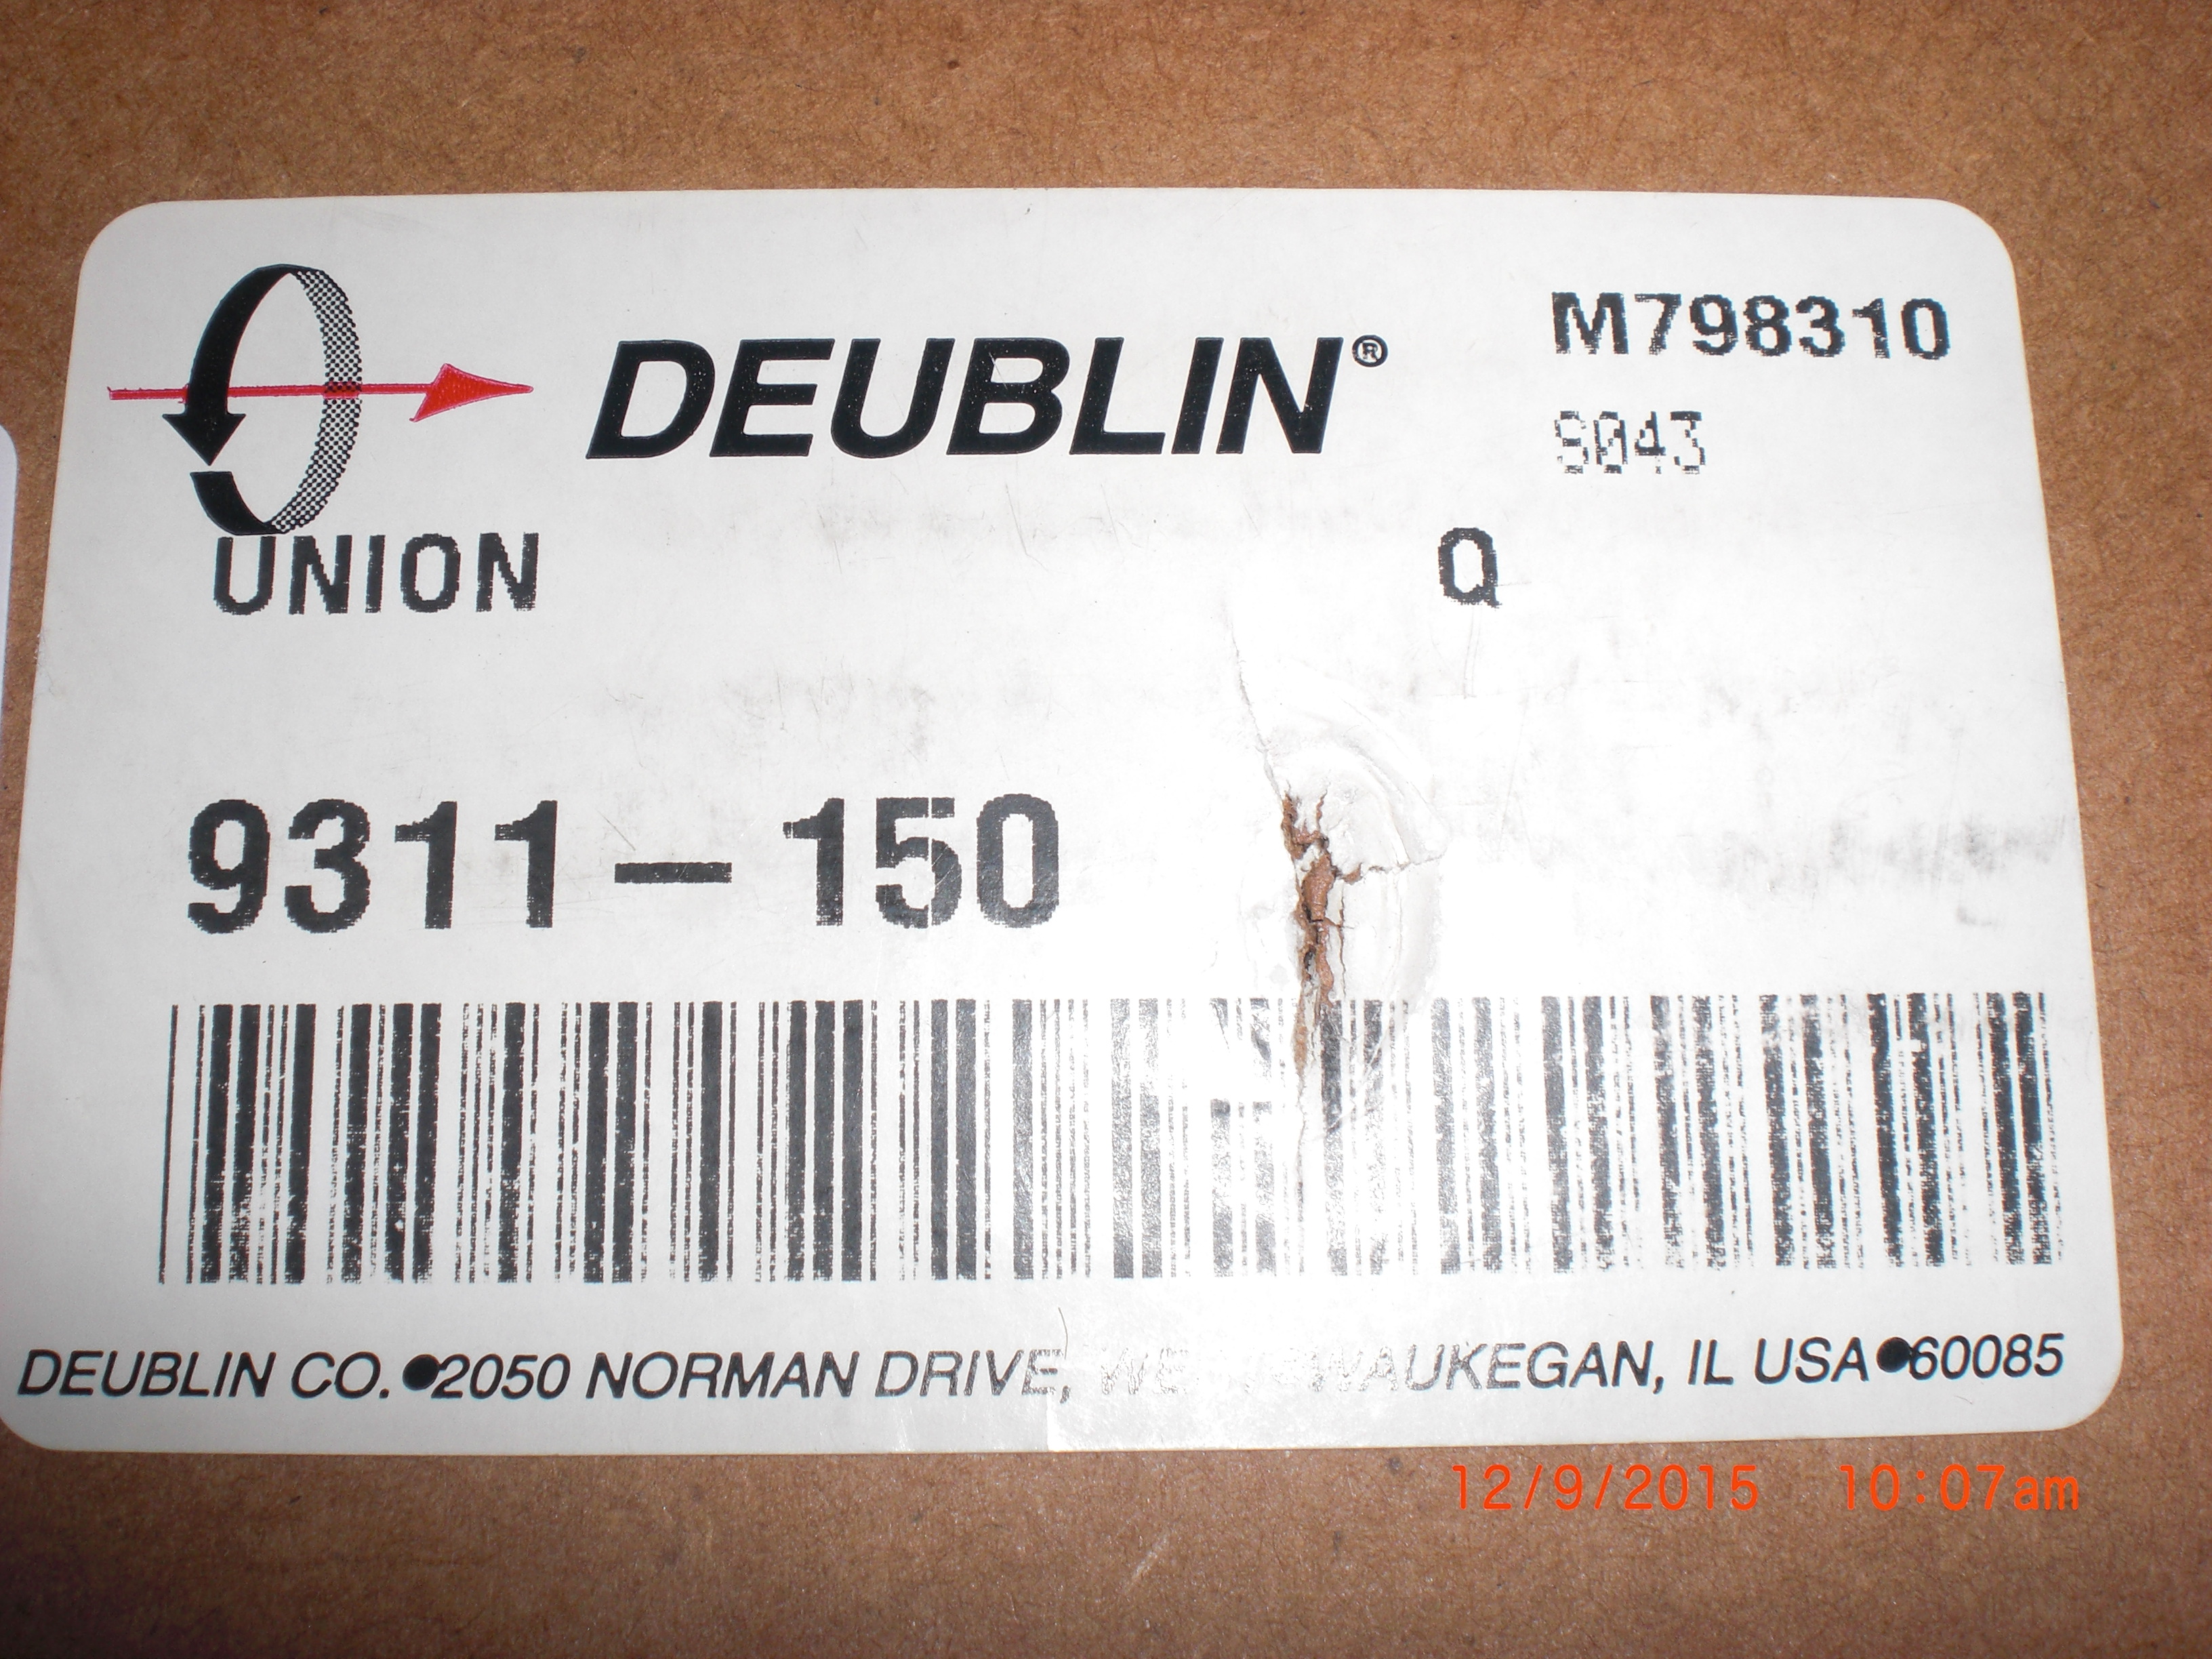 DEUBLIN®
M798310
S043
UNION
Q
9311-150
DEUBLIN CO.●2050 NORMAN DRIVE, WAUKEGAN, IL USA●60085
12/9/2015 10:07am